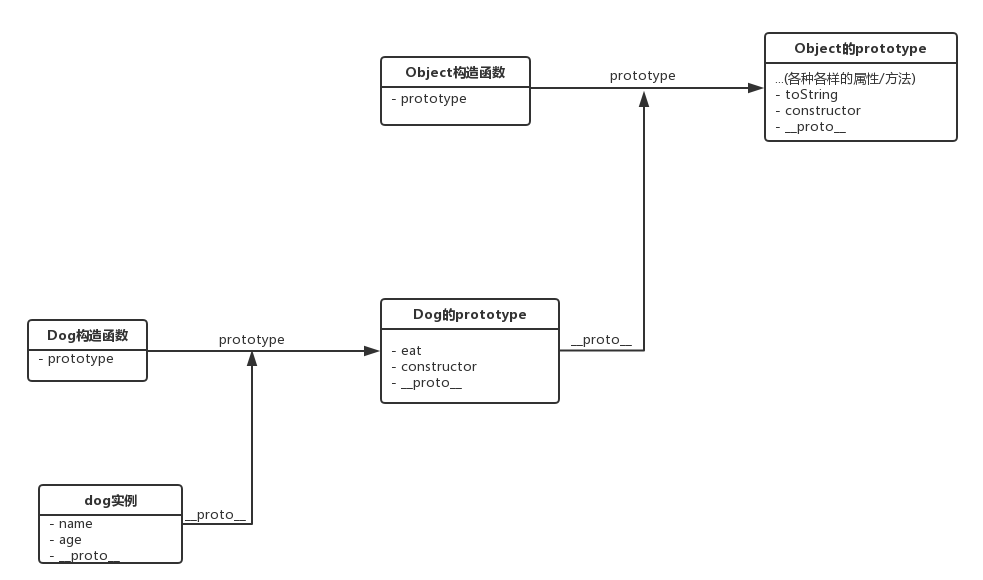 Object的prototype
...(各种各样的属性/方法)
- toString
- constructor
- __proto__
Object构造函数
- prototype
prototype
Dog的prototype
- eat
- constructor
- __proto__
__proto__
Dog构造函数
- prototype
prototype
dog实例
- name
- age
- __proto__
__proto__